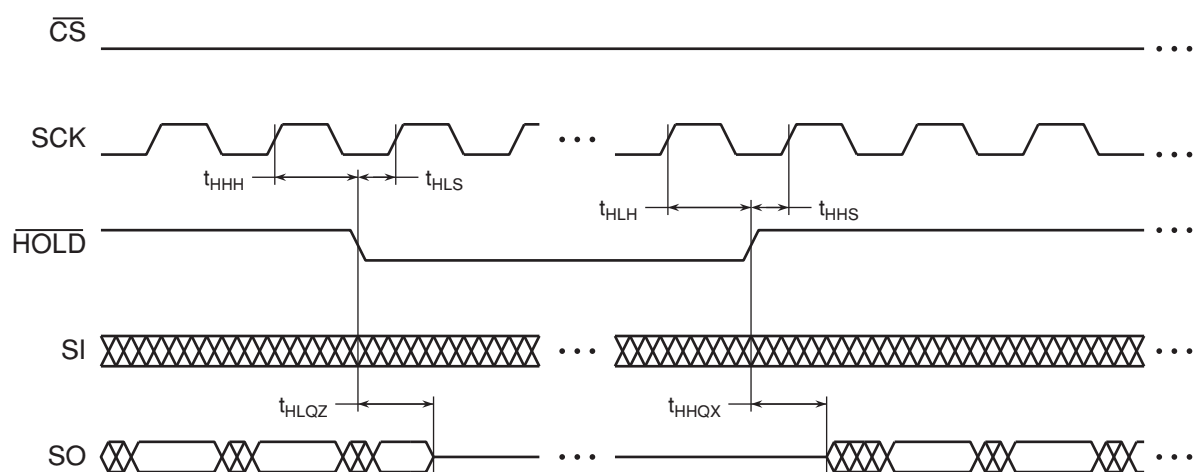 CS
SCK
tHHH
tHLS
tHLH
tHHS
HOLD
SI
tHLQZ
tHHQX
SO